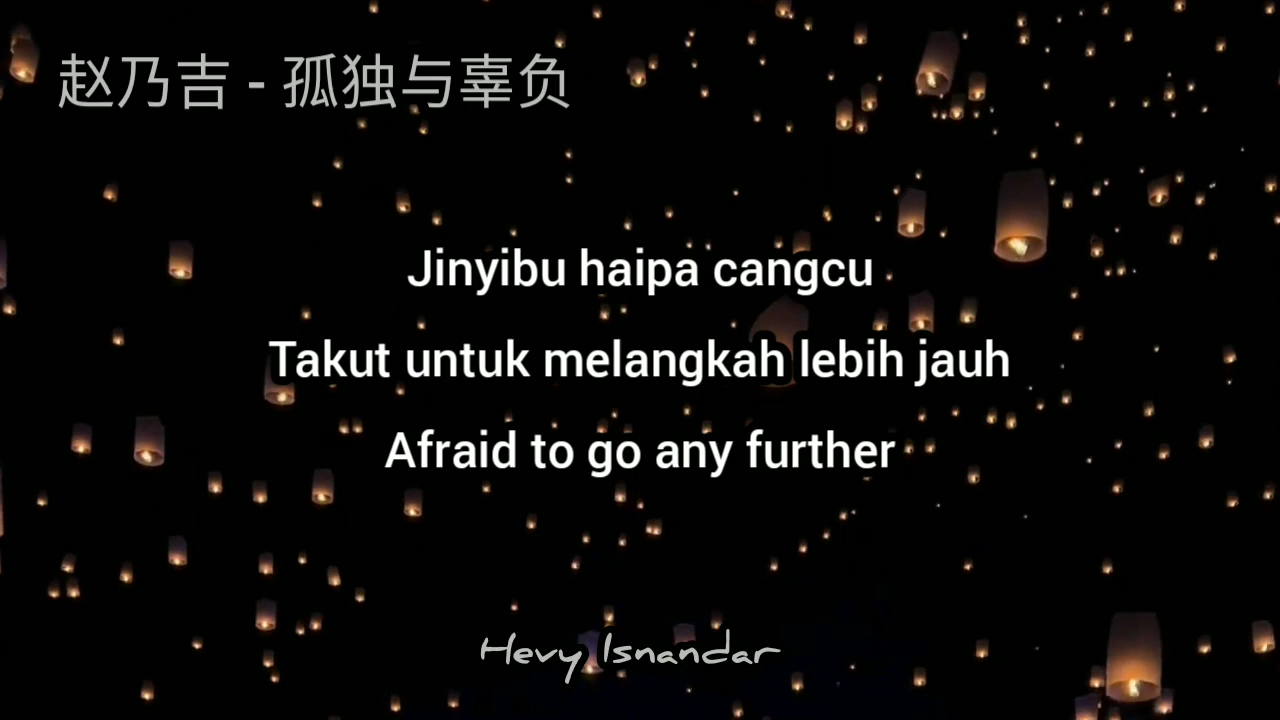 赵乃吉 - 孤独与辜负
Jinyibu haipa cangcu
Takut untuk melangkah lebih jauh
Afraid to go any further
Hevy Isnandar